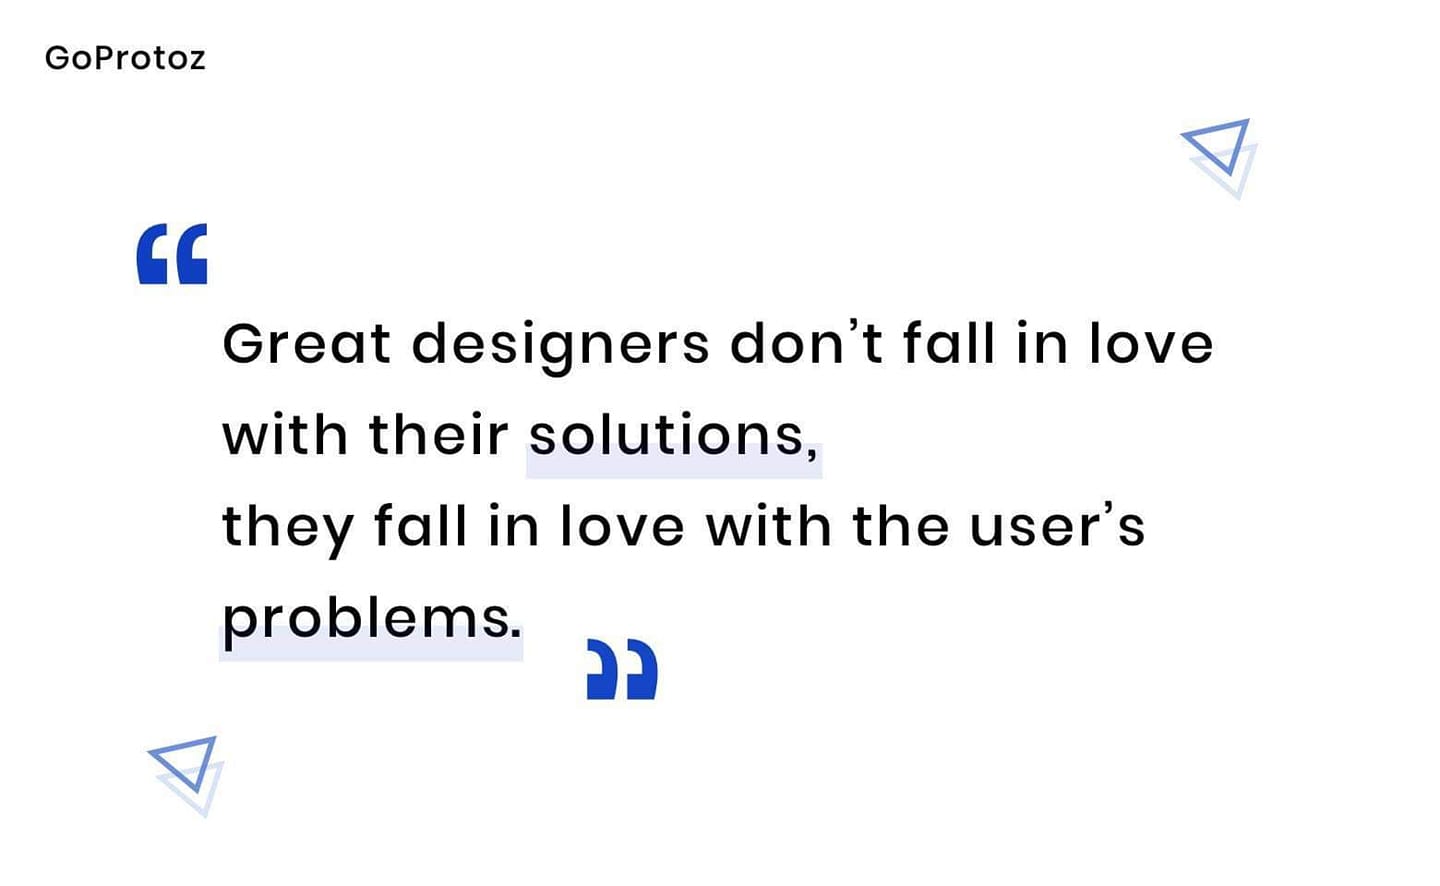 GoProtoz
“
Great designers don’t fall in love
with their solutions,
they fall in love with the user’s
problems.
”